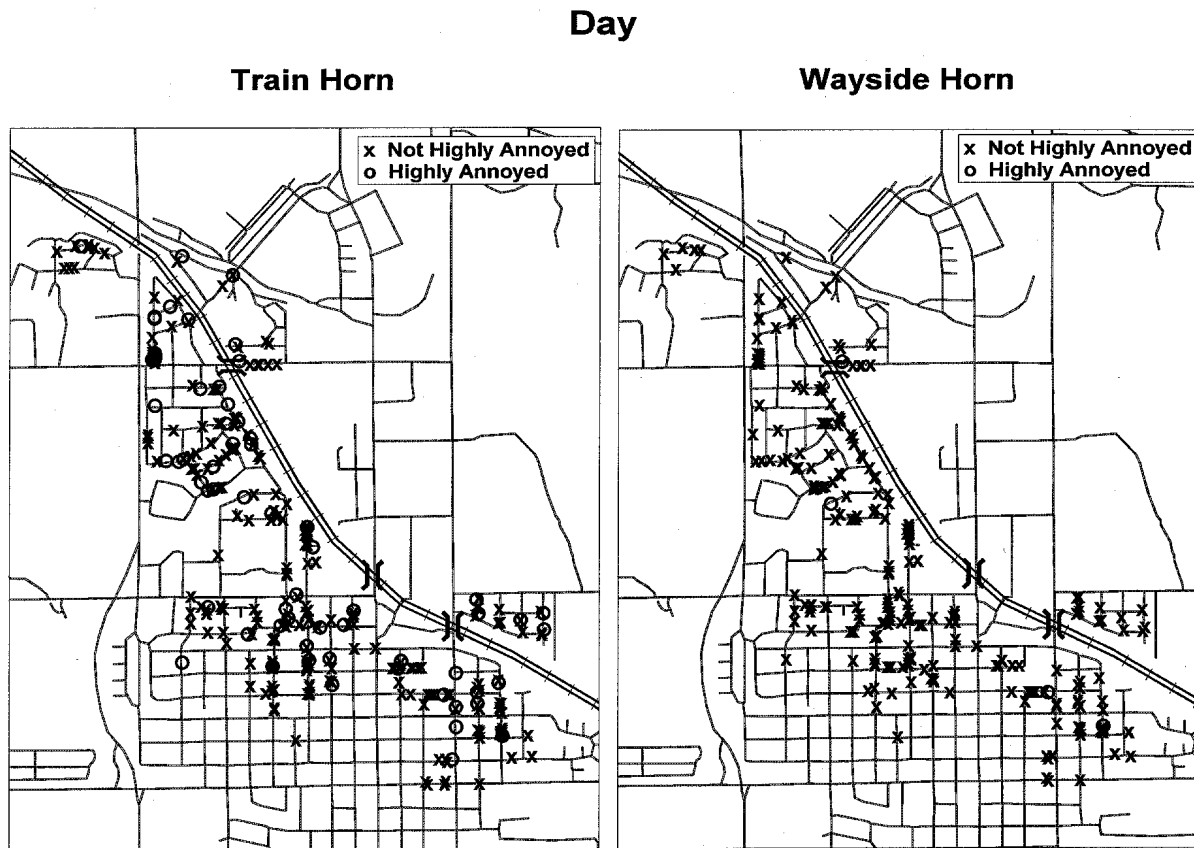 Day
Train Horn
Wayside Horn
x Not Highly Annoyed
o Highly Annoyed
x Not Highly Annoyed
o Highly Annoyed